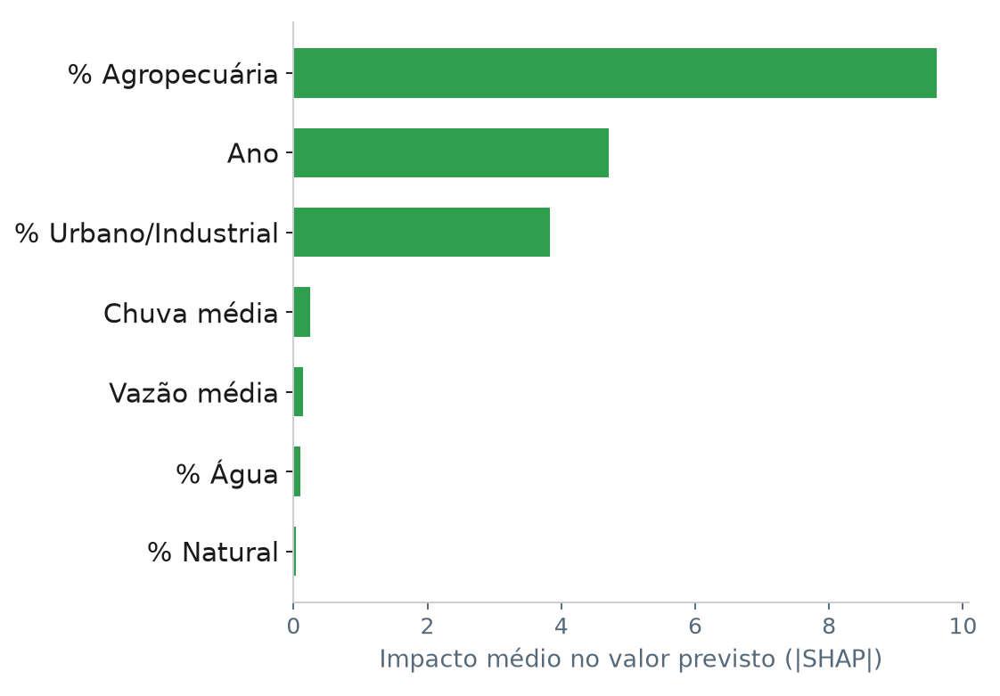 % Agropecuária
Ano
% Urbano/Industrial
Chuva média
Vazão média
% Água
% Natural
0 2 4 6 8 10
Impacto médio no valor previsto (|SHAP|)